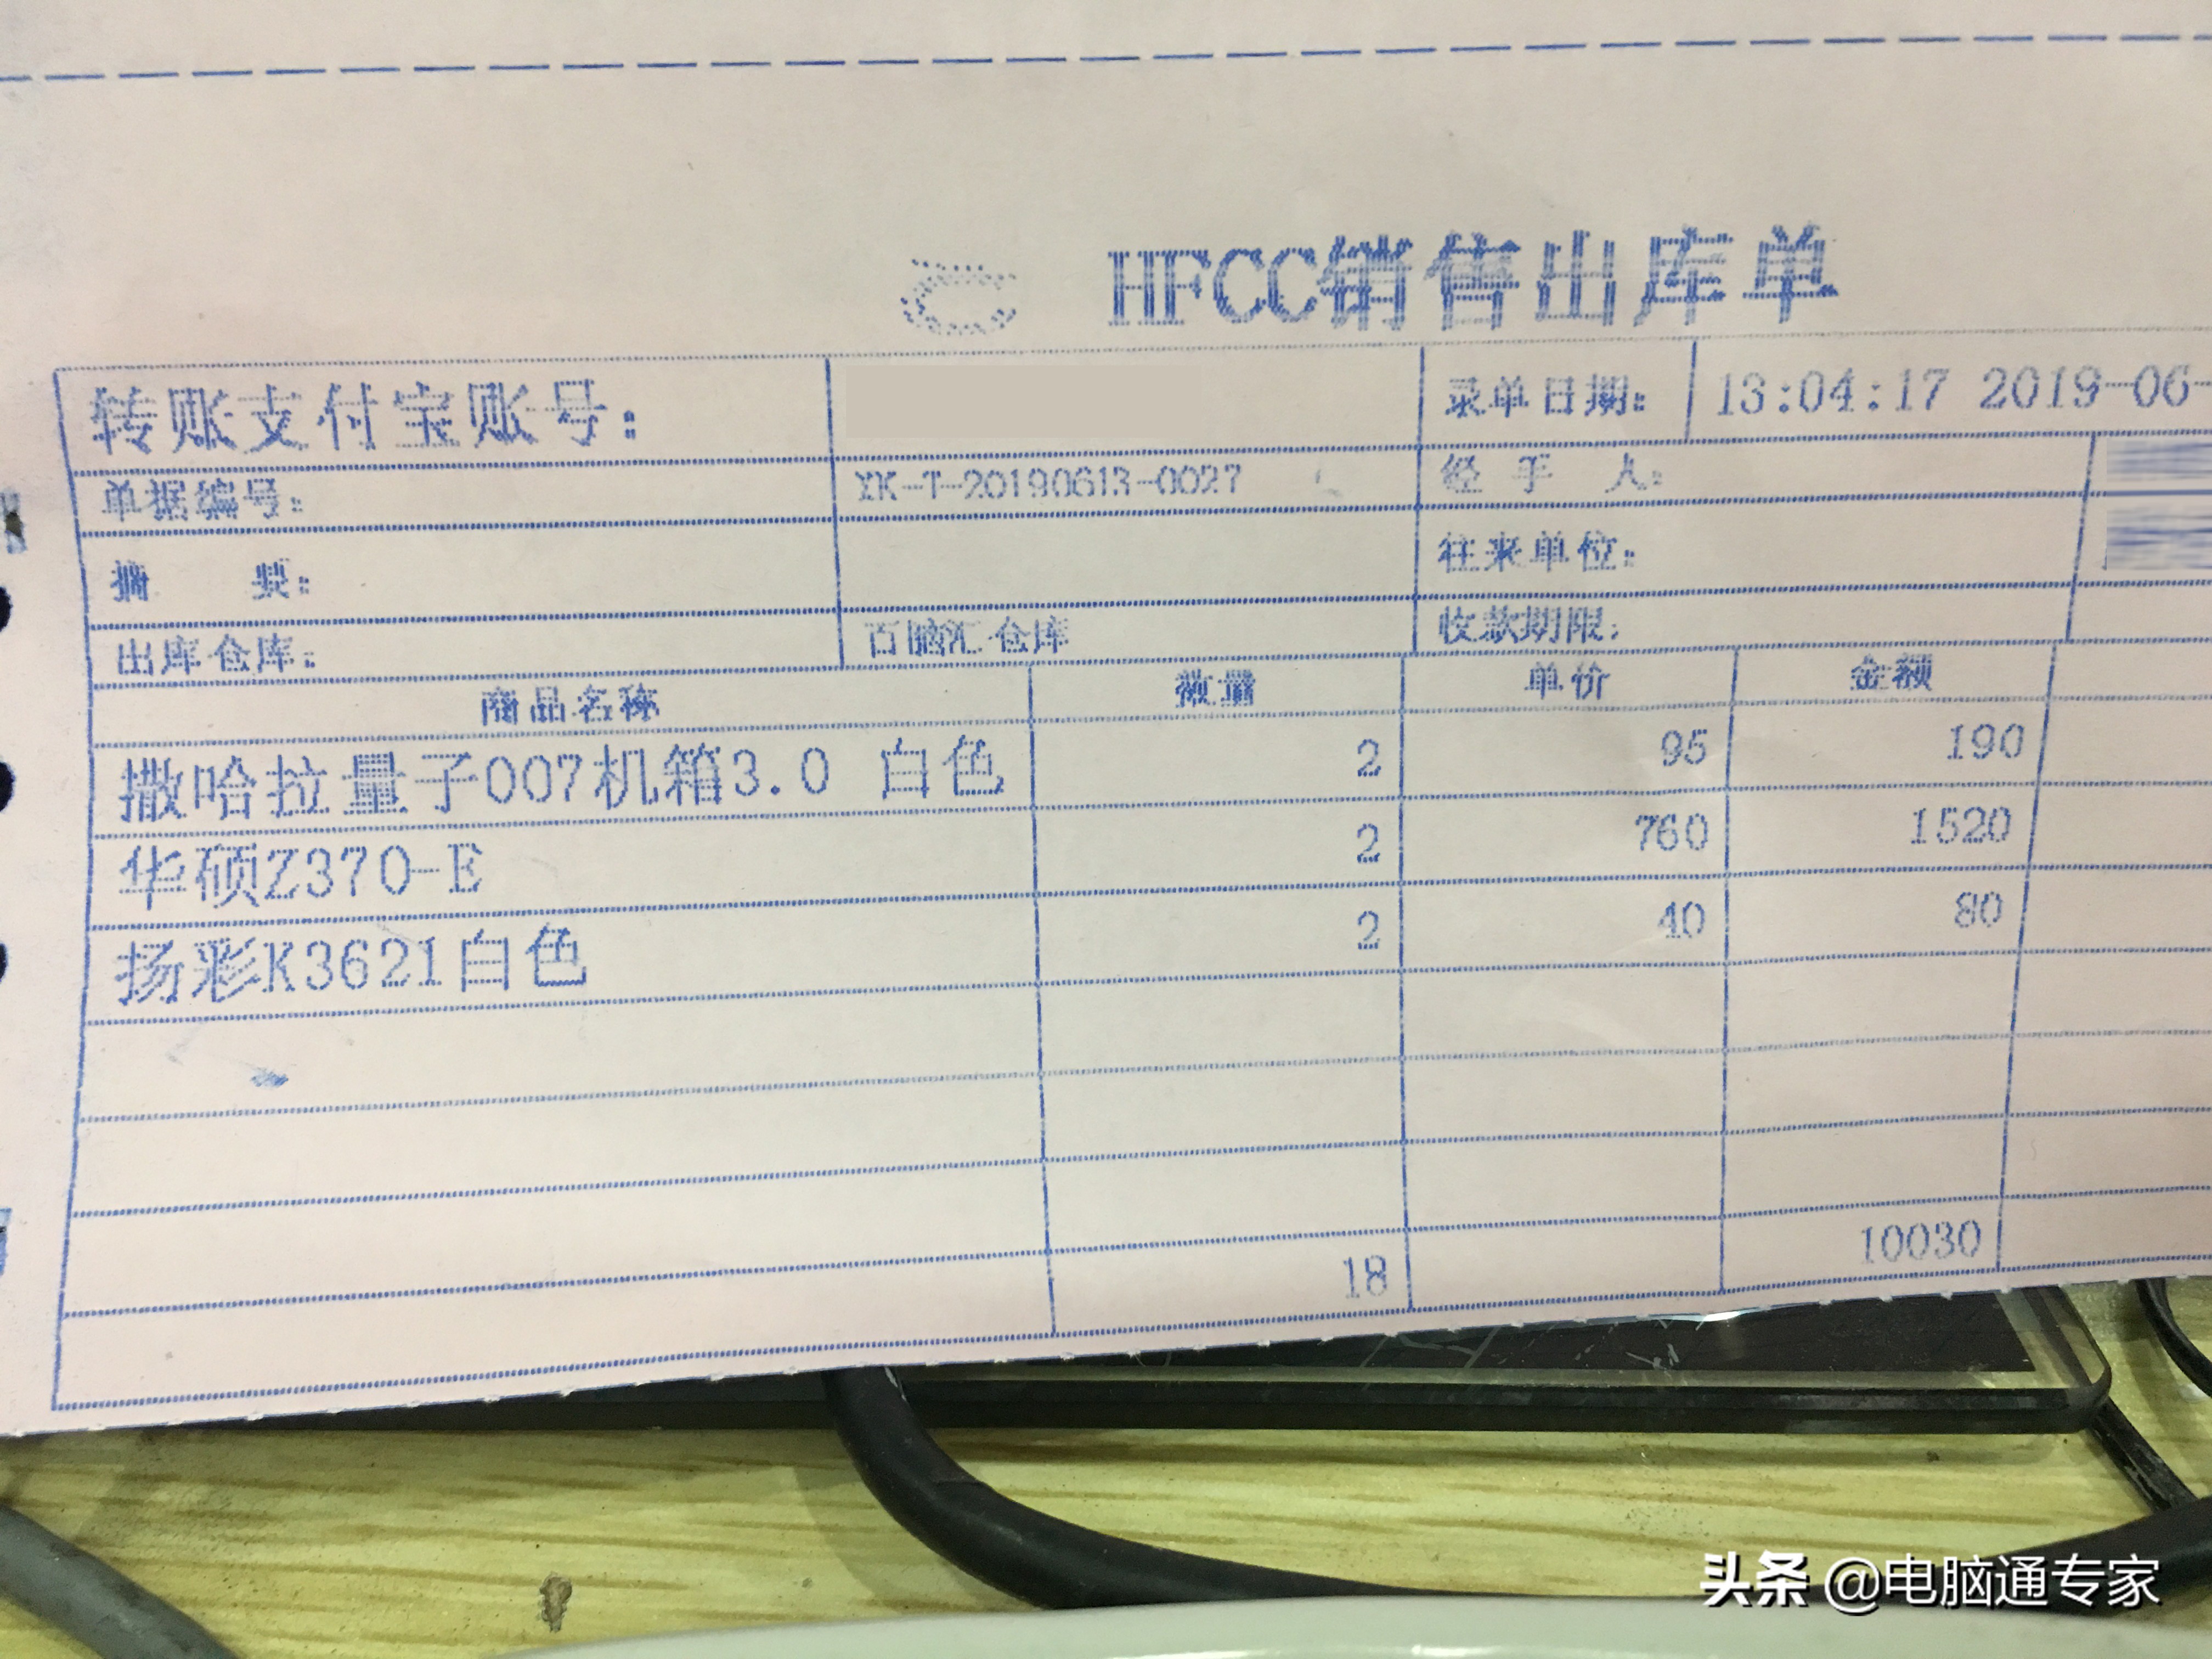 HFCC销售出库单
转账支付宝账号： 录单日期： 13:04:17 2019-06-
单据编号： XK-T-20190613-0027 经 手 人：
摘 要： 往来单位：
出库仓库： 百脑汇仓库 收款期限：
商品名称 数量 单价 金额
撒哈拉量子007机箱3.0 白色 2 95 190
华硕Z370-E 2 760 1520
扬彩K3621白色 2 40 80
18 10030
头条 @电脑通专家